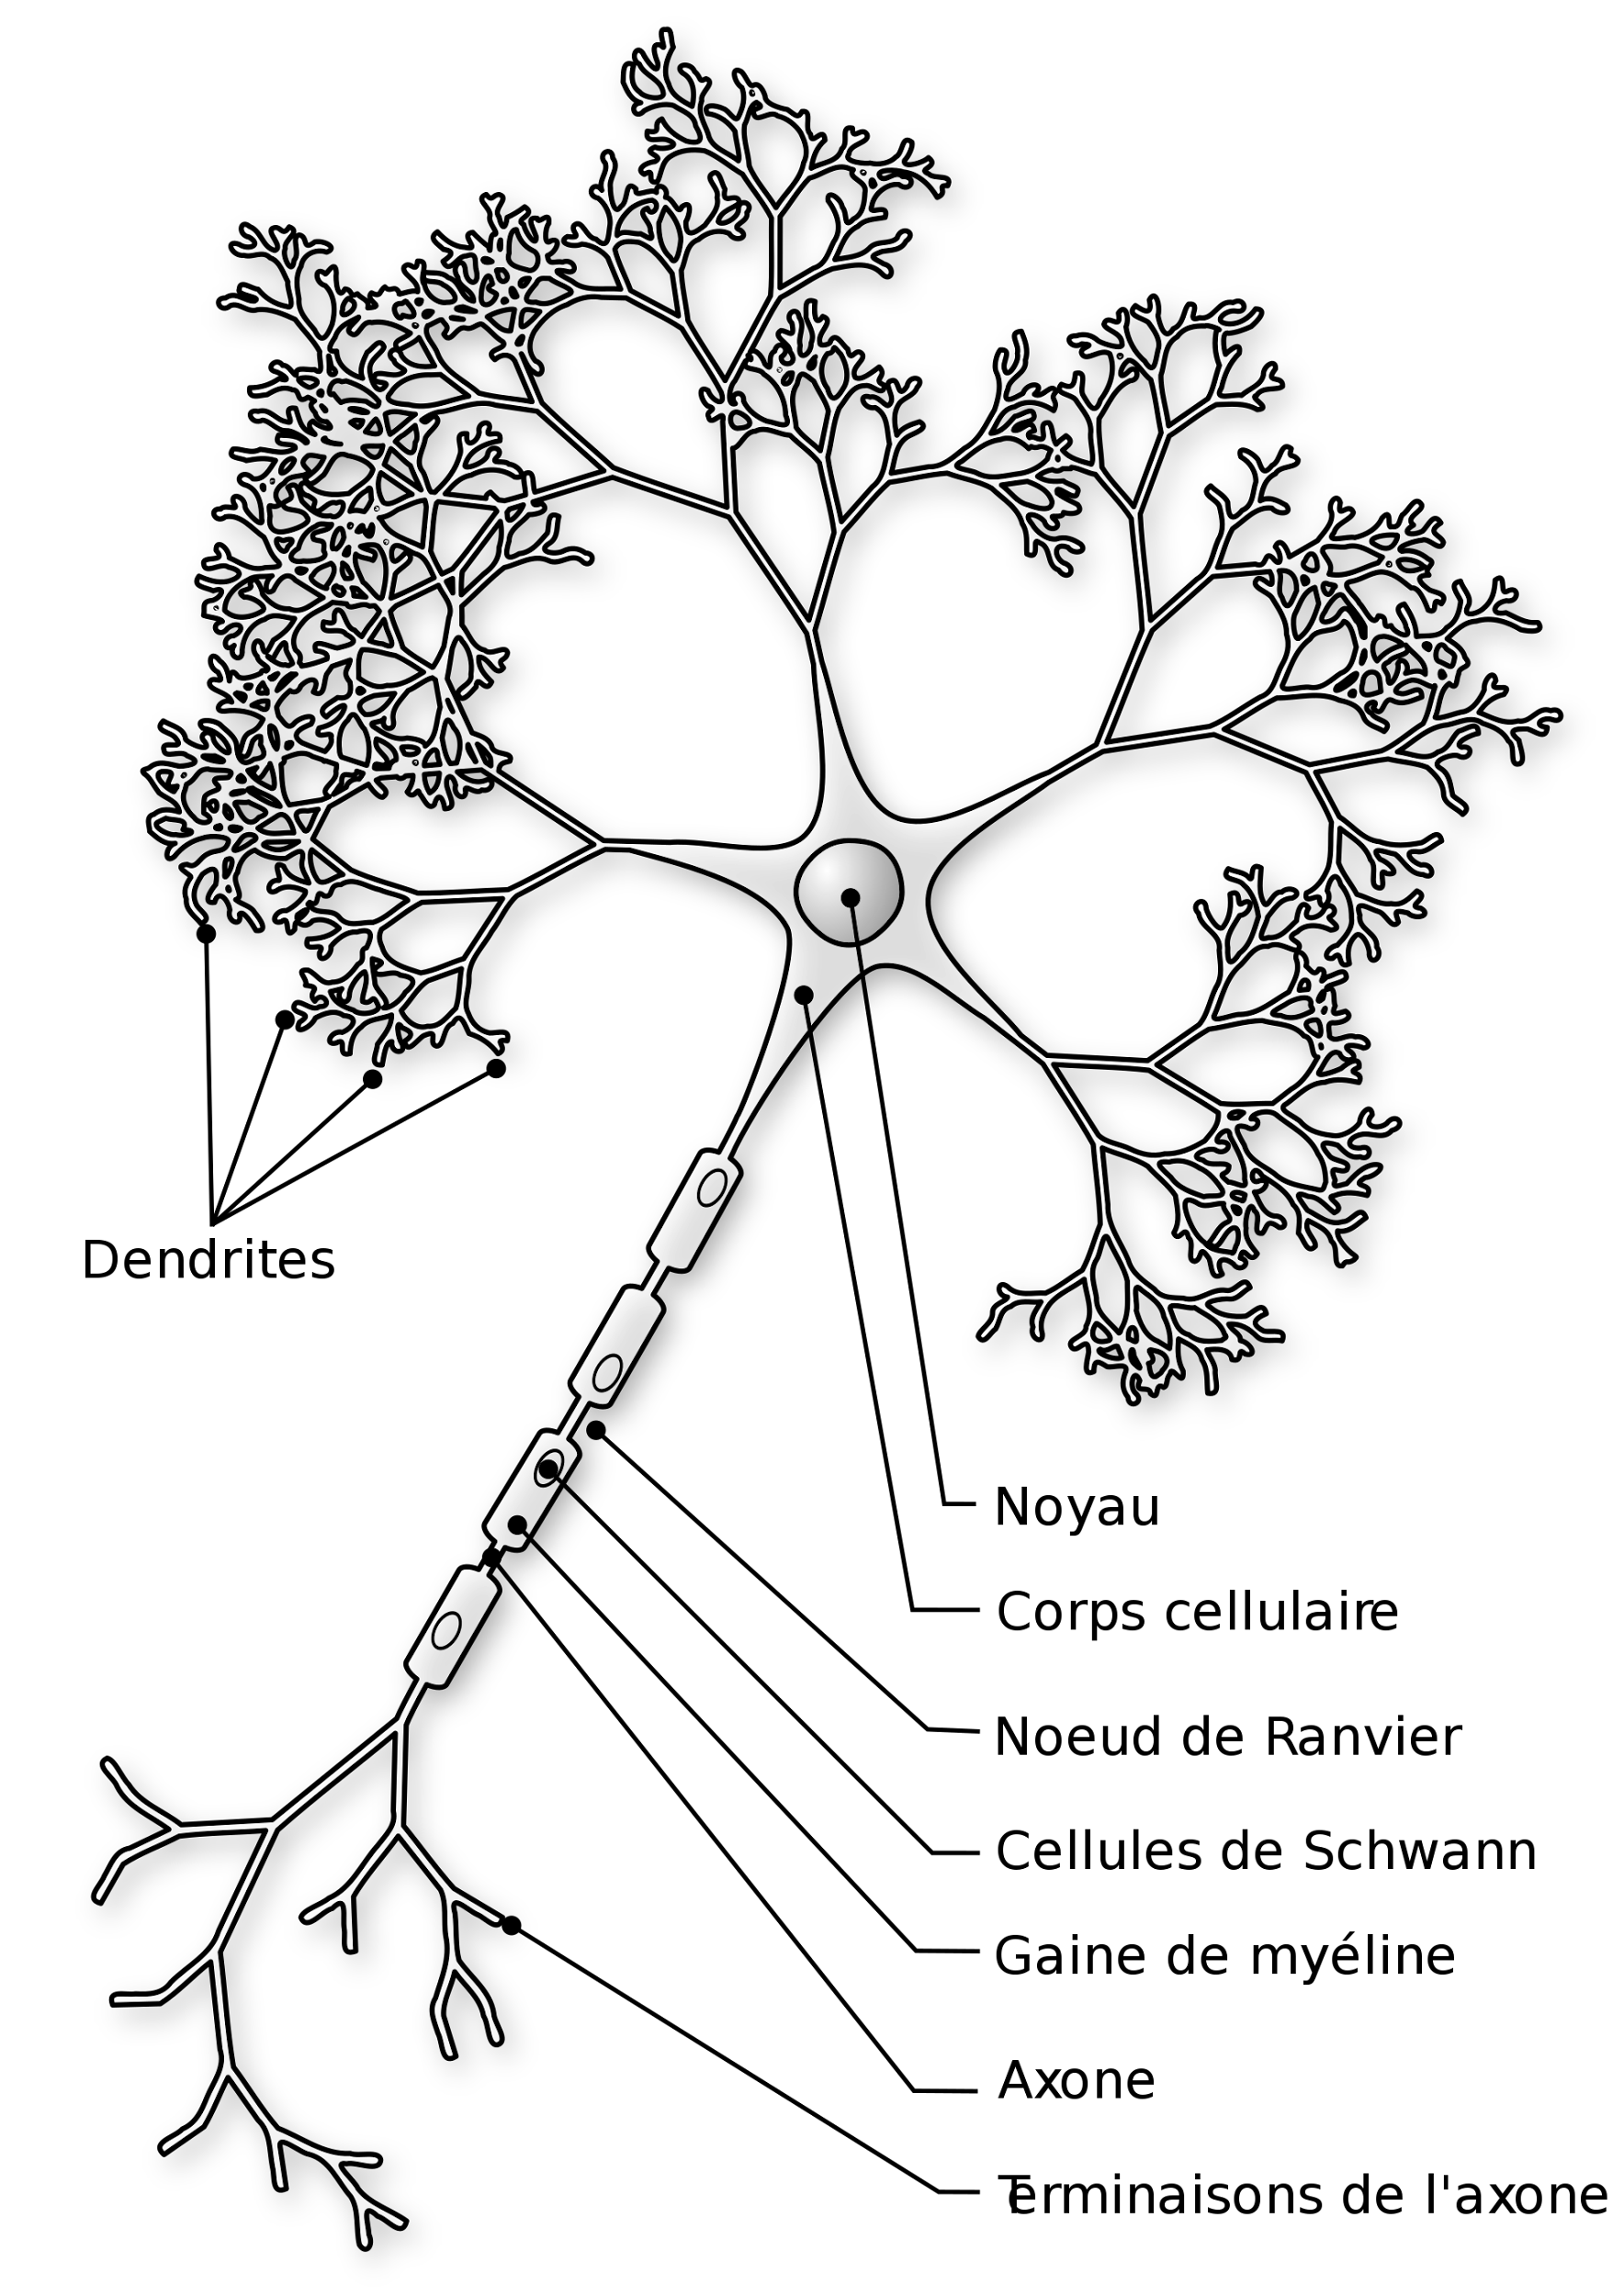 Dendrites
Noyau
Corps cellulaire
Noeud de Ranvier
Cellules de Schwann
Gaine de myéline
Axone
Terminaisons de l'axone